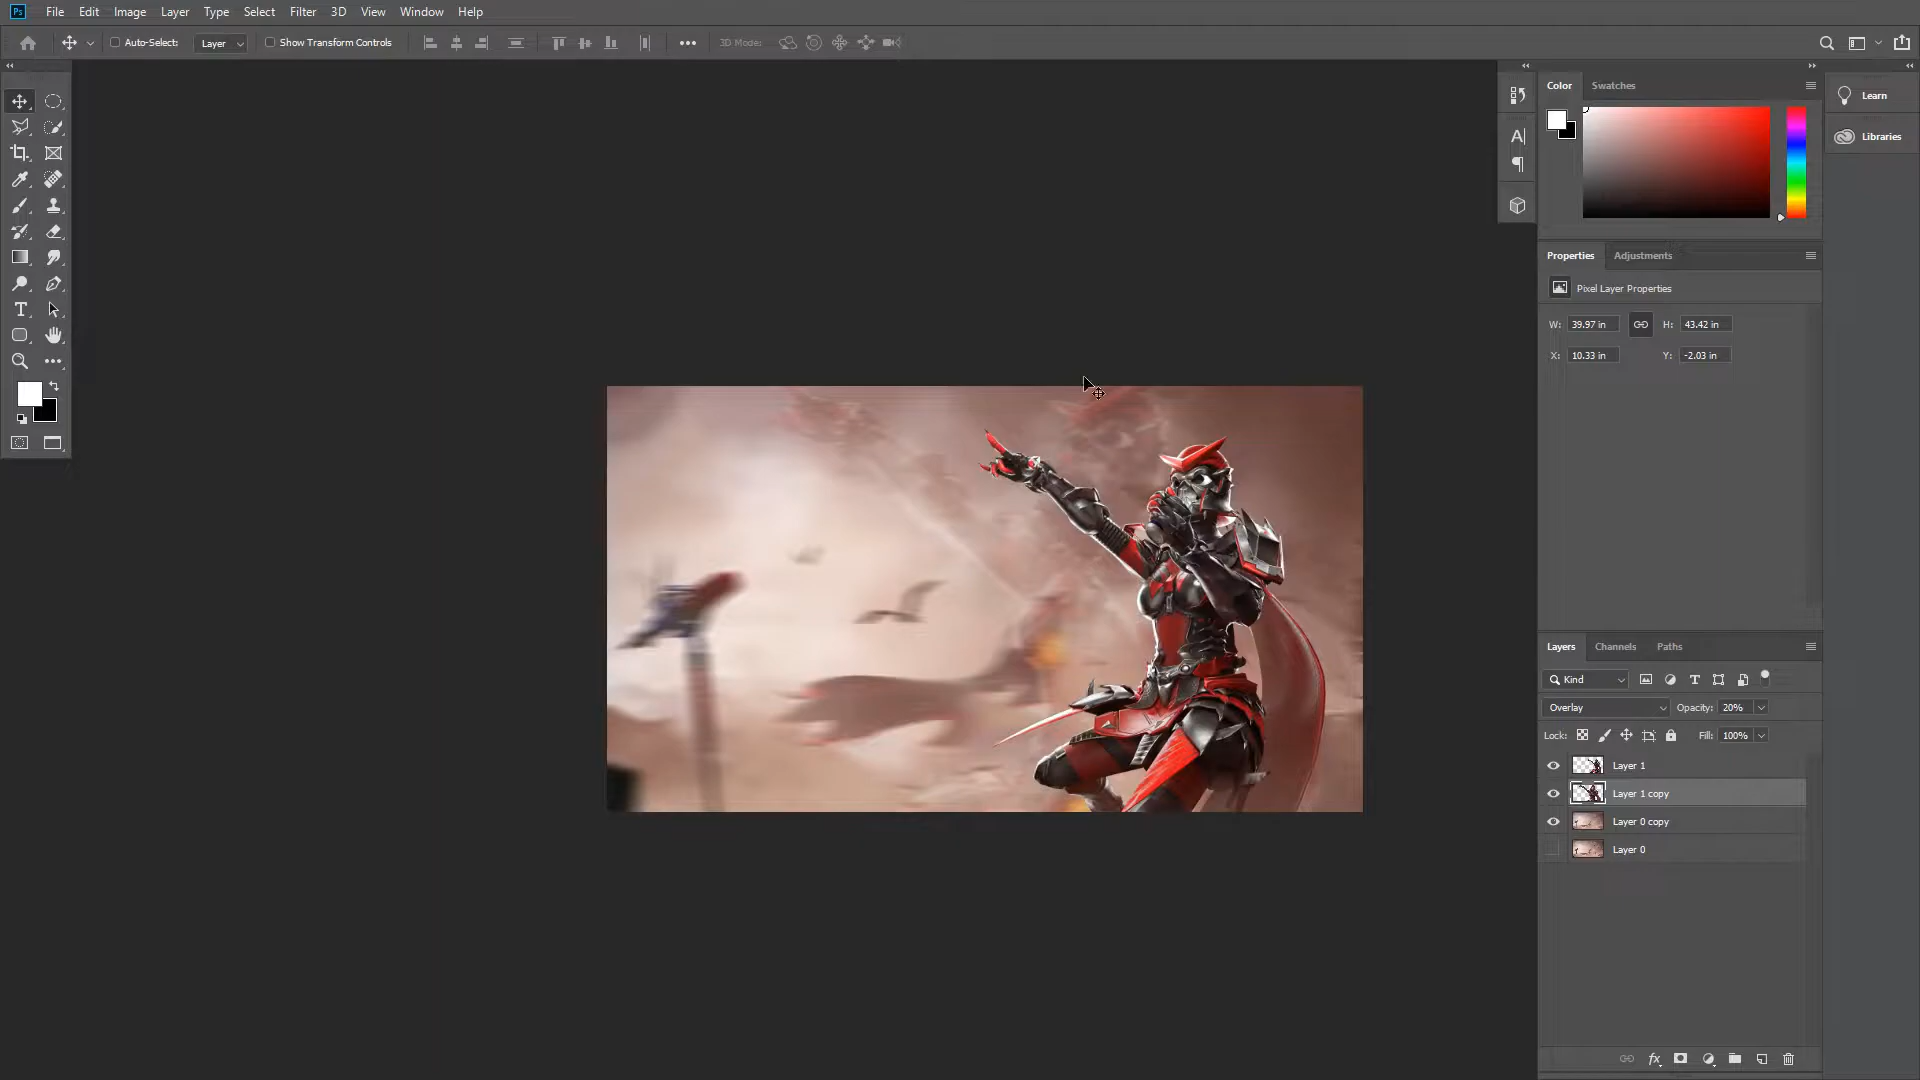 Ps File Edit Image Layer Type Select Filter 3D View Window Help
Auto-Select: Layer Show Transform Controls 3D Mode:
Color Swatches
Learn
Libraries
Properties Adjustments
Pixel Layer Properties
W: 39.97 in H: 43.42 in
X: 10.33 in Y: -2.03 in
Layers Channels Paths
Kind
Overlay Opacity: 20%
Lock: Fill: 100%
Layer 1
Layer 1 copy
Layer 0 copy
Layer 0